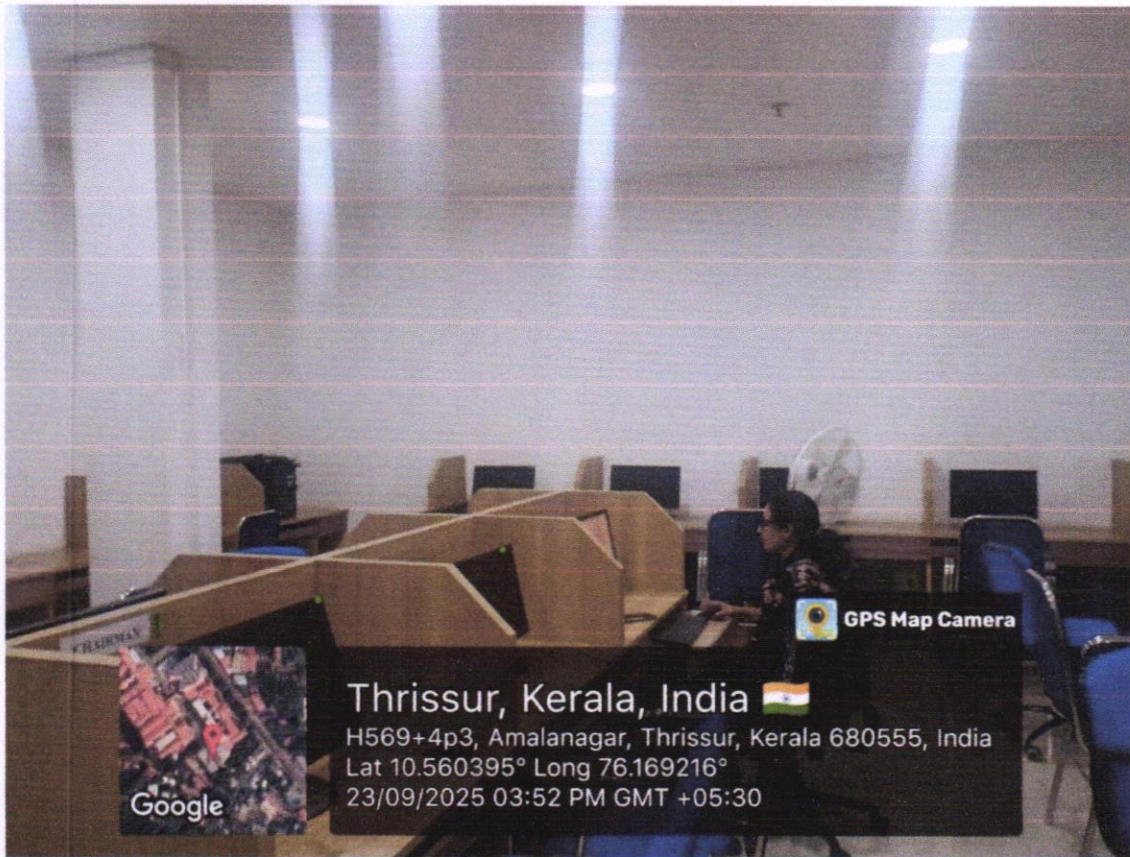 CHAIRMAN
GPS Map Camera
Thrissur, Kerala, India
H569+4p3, Amalanagar, Thrissur, Kerala 680555, India
Lat 10.560395° Long 76.169216°
23/09/2025 03:52 PM GMT +05:30
Google